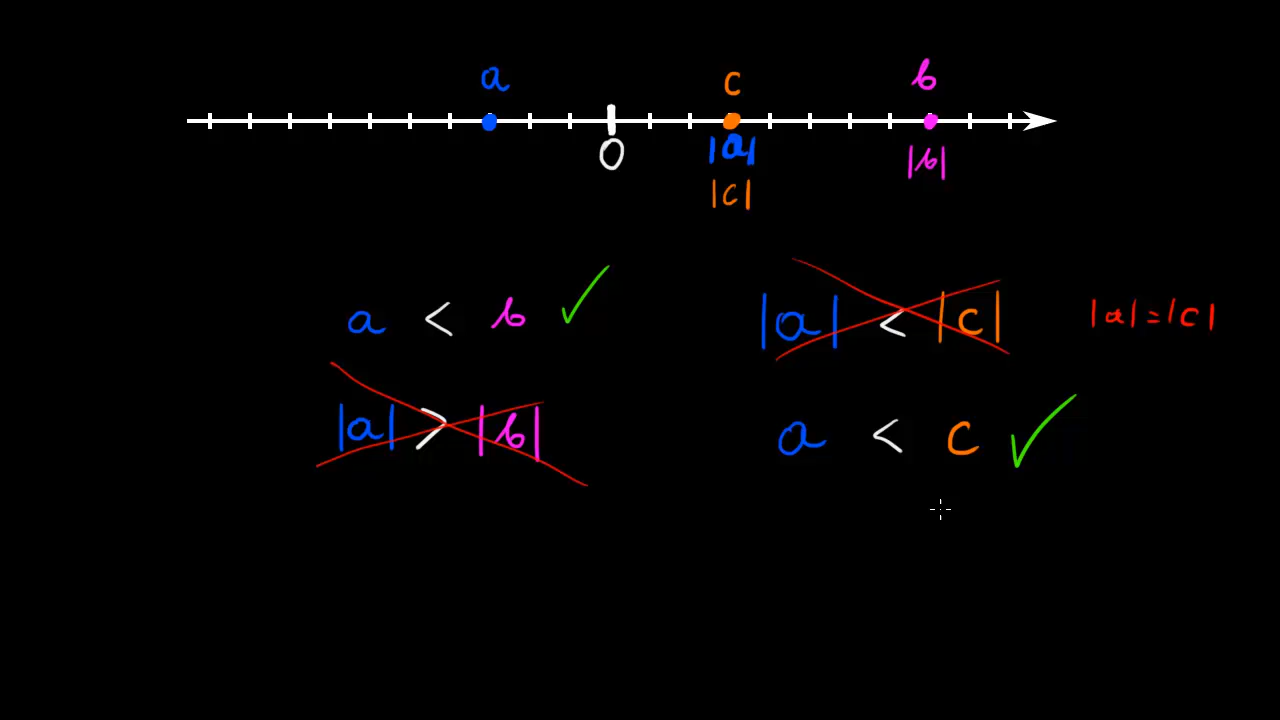 a c b
0 |a| |b|
|c|
a < b ✓ |a| < |c| |a| = |c|
|a| > |b| a < c ✓